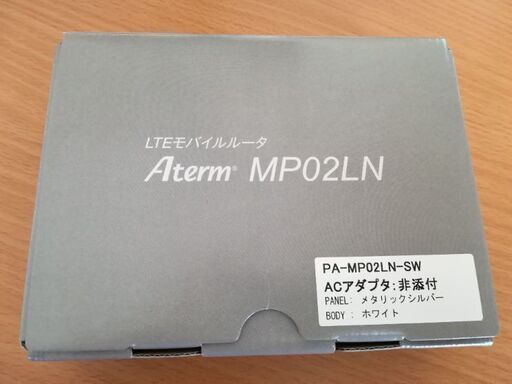 LTEモバイルルータ
Aterm® MP02LN
PA-MP02LN-SW
ACアダプタ:非添付
PANEL: メタリックシルバー
BODY : ホワイト